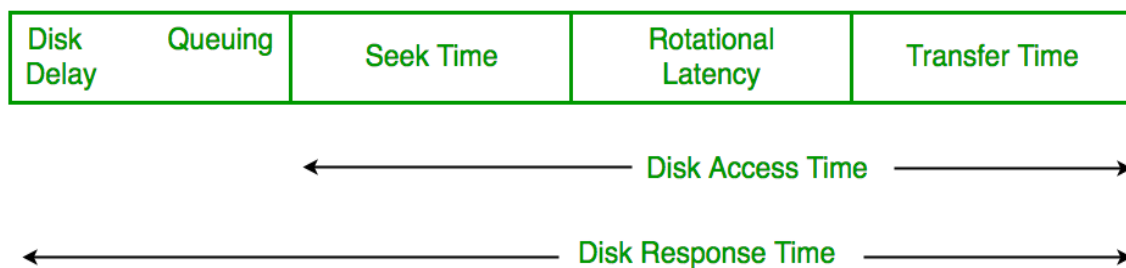 Disk Queuing
Delay
Seek Time
Rotational
Latency
Transfer Time
Disk Access Time
Disk Response Time